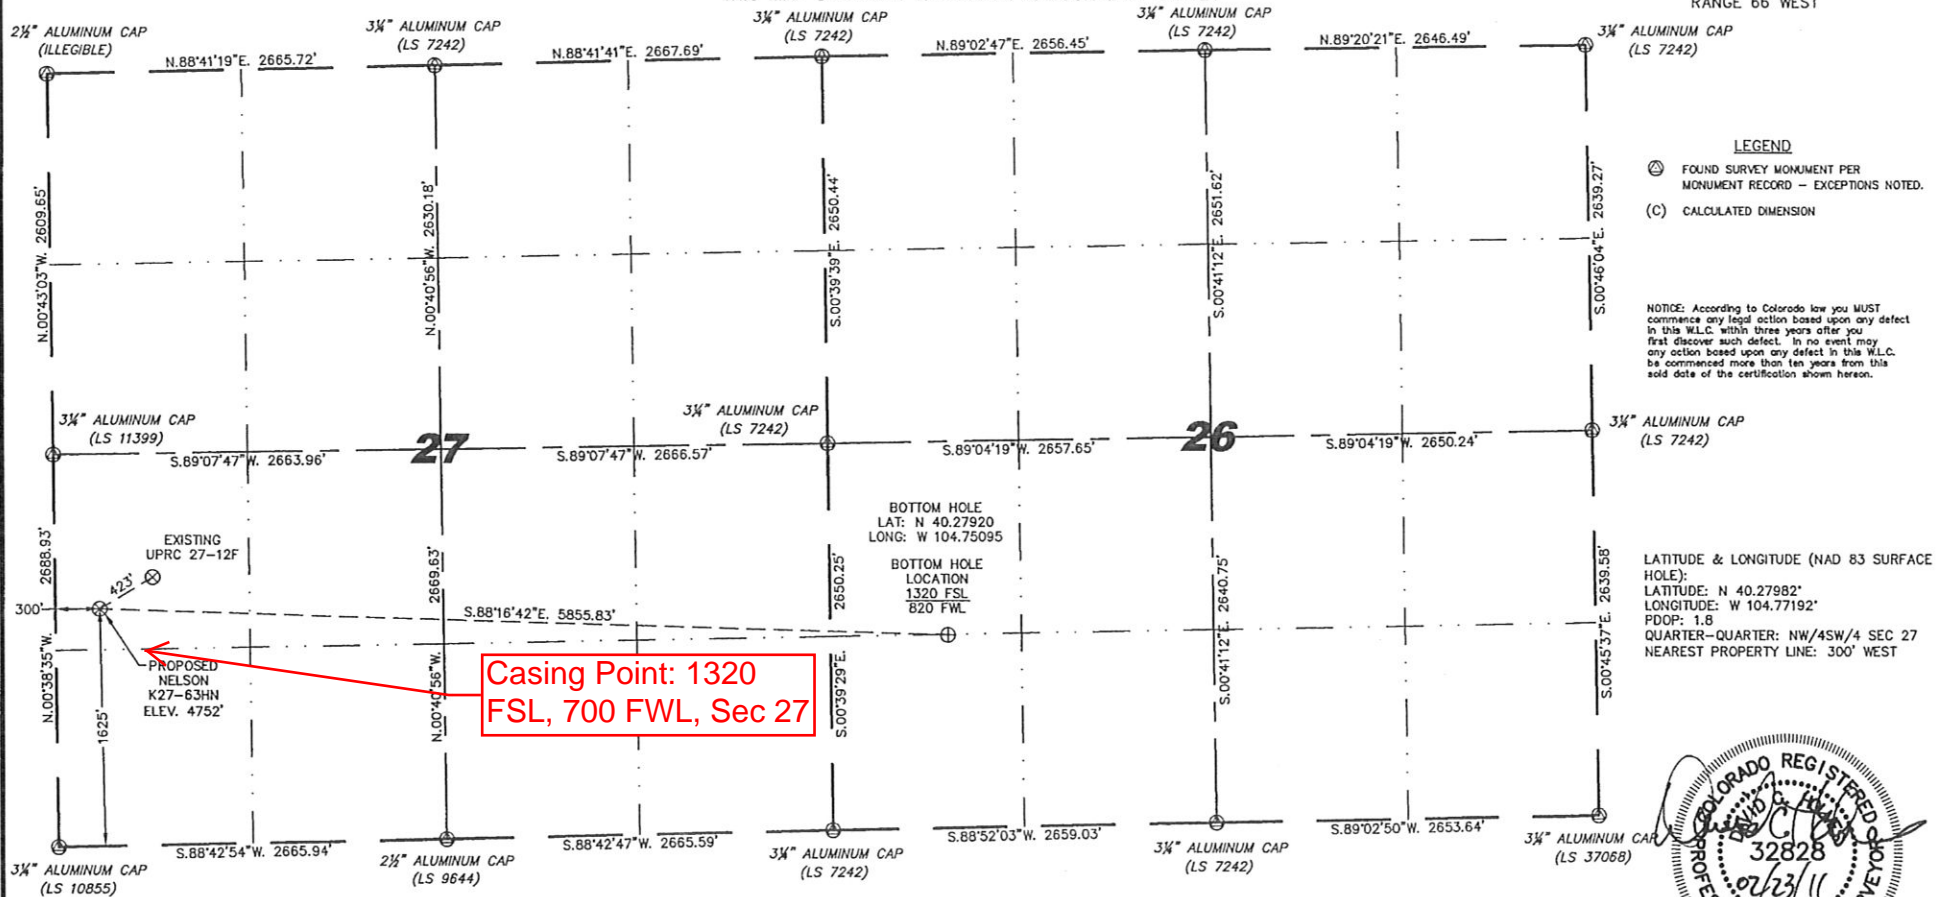 RANGE 66 WEST
2½" ALUMINUM CAP
(ILLEGIBLE)
3¼" ALUMINUM CAP
(LS 7242)
3¼" ALUMINUM CAP
(LS 7242)
3¼" ALUMINUM CAP
(LS 7242)
3¼" ALUMINUM CAP
(LS 7242)
N.88°41'19"E. 2665.72'
N.88°41'41"E. 2667.69'
N.89°02'47"E. 2656.45'
N.89°20'21"E. 2646.49'
N.00°43'03"W. 2609.65'
N.00°40'56"W. 2630.18'
S.00°39'39"E. 2650.44'
S.00°41'12"E. 2651.62'
S.00°46'04"E. 2639.27'
LEGEND
FOUND SURVEY MONUMENT PER
MONUMENT RECORD – EXCEPTIONS NOTED.
(C) CALCULATED DIMENSION
NOTICE: According to Colorado law you MUST
commence any legal action based upon any defect
in this W.L.C. within three years after you
first discover such defect. In no event may
any action based upon any defect in this W.L.C.
be commenced more than ten years from this
said date of the certification shown hereon.
3¼" ALUMINUM CAP
(LS 11399)
3¼" ALUMINUM CAP
(LS 7242)
3¼" ALUMINUM CAP
(LS 7242)
27
26
S.89°07'47"W. 2663.96'
S.89°07'47"W. 2666.57'
S.89°04'19"W. 2657.65'
S.89°04'19"W. 2650.24'
BOTTOM HOLE
LAT: N 40.27920
LONG: W 104.75095
BOTTOM HOLE
LOCATION
1320 FSL
820 FWL
EXISTING
UPRC 27-12F
423'
300'
S.88°16'42"E. 5855.83'
N.00°38'35"W. 2688.93'
N.00°40'56"W. 2669.63'
S.00°39'29"E. 2650.25'
S.00°41'12"E. 2640.75'
S.00°45'37"E. 2639.58'
PROPOSED
NELSON
K27-63HN
ELEV. 4752'
1625'
Casing Point: 1320
FSL, 700 FWL, Sec 27
LATITUDE & LONGITUDE (NAD 83 SURFACE
HOLE):
LATITUDE: N 40.27982°
LONGITUDE: W 104.77192°
PDOP: 1.8
QUARTER-QUARTER: NW/4SW/4 SEC 27
NEAREST PROPERTY LINE: 300' WEST
S.88°42'54"W. 2665.94'
S.88°42'47"W. 2665.59'
S.88°52'03"W. 2659.03'
S.89°02'50"W. 2653.64'
3¼" ALUMINUM CAP
(LS 10855)
2½" ALUMINUM CAP
(LS 9644)
3¼" ALUMINUM CAP
(LS 7242)
3¼" ALUMINUM CAP
(LS 7242)
3¼" ALUMINUM CAP
(LS 37068)
COLORADO REGISTERED
DAVID C. HOLMES
32828
02/23/11